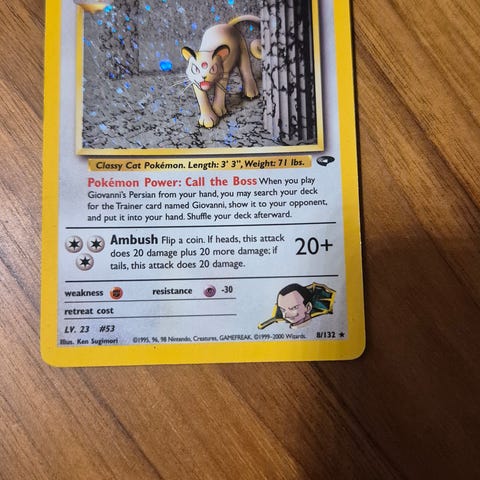 Classy Cat Pokémon. Length: 3' 3", Weight: 71 lbs.
Pokémon Power: Call the Boss When you play
Giovanni's Persian from your hand, you may search your deck
for the Trainer card named Giovanni, show it to your opponent,
and put it into your hand. Shuffle your deck afterward.
Ambush Flip a coin. If heads, this attack
does 20 damage plus 20 more damage; if
tails, this attack does 20 damage.
20+
weakness resistance -30
retreat cost
LV. 23 #53
Illus. Ken Sugimori ©1995, 96, 98 Nintendo, Creatures, GAMEFREAK. ©1999-2000 Wizards. 8/132 ★